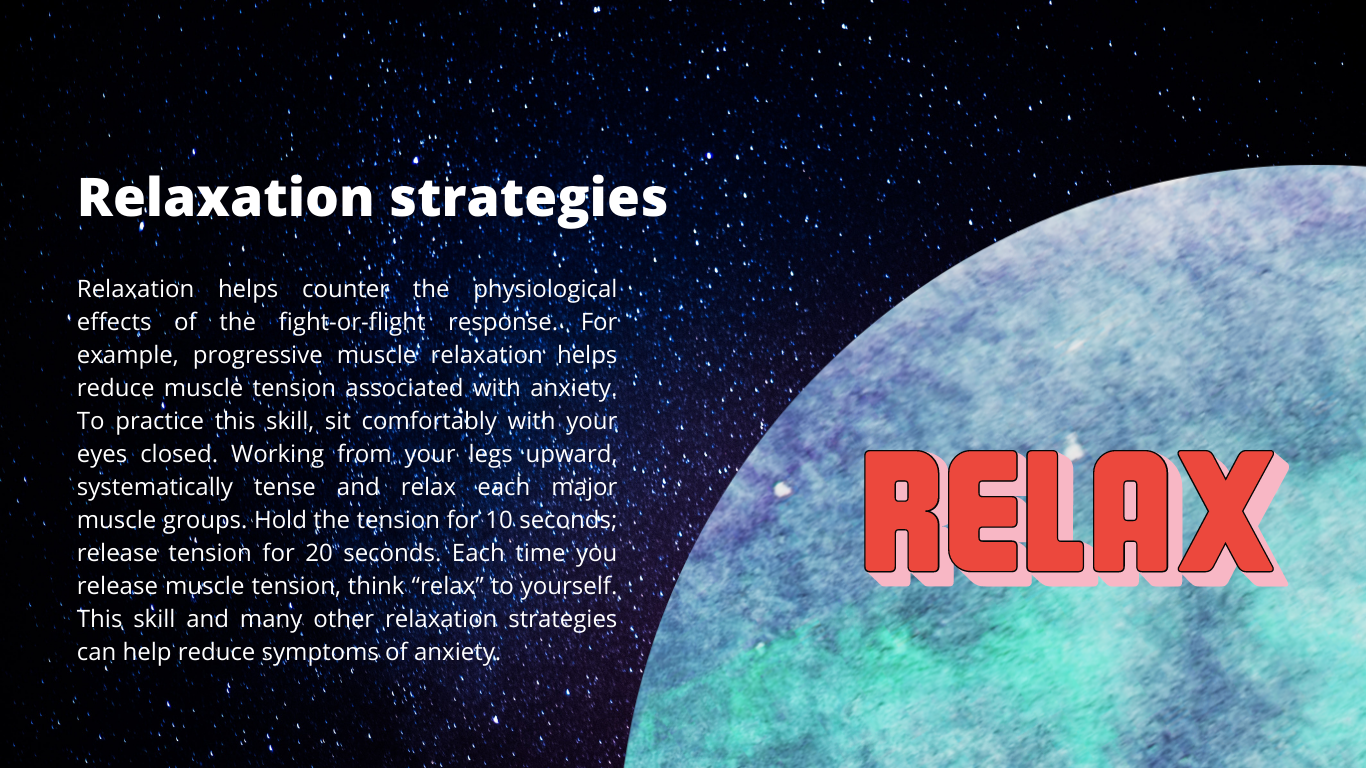 Relaxation strategies
Relaxation helps counter the physiological
effects of the fight-or-flight response. For
example, progressive muscle relaxation helps
reduce muscle tension associated with anxiety.
To practice this skill, sit comfortably with your
eyes closed. Working from your legs upward,
systematically tense and relax each major
muscle groups. Hold the tension for 10 seconds;
release tension for 20 seconds. Each time you
release muscle tension, think “relax” to yourself.
This skill and many other relaxation strategies
can help reduce symptoms of anxiety.
RELAX